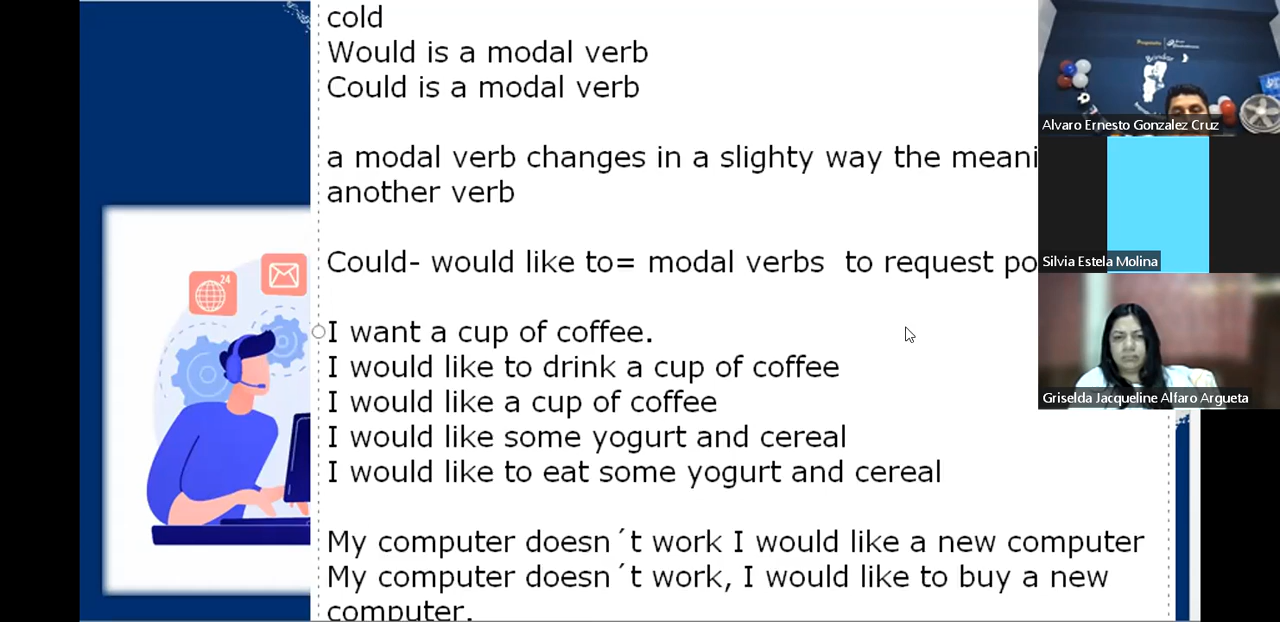 cold
Would is a modal verb
Could is a modal verb
a modal verb changes in a slighty way the meani
another verb
Could- would like to= modal verbs  to request po
I want a cup of coffee.
I would like to drink a cup of coffee
I would like a cup of coffee
I would like some yogurt and cereal
I would like to eat some yogurt and cereal
My computer doesn´t work I would like a new computer
My computer doesn´t work, I would like to buy a new
computer.
24
Brindar
Alvaro Ernesto Gonzalez Cruz
Silvia Estela Molina
Griselda Jacqueline Alfaro Argueta